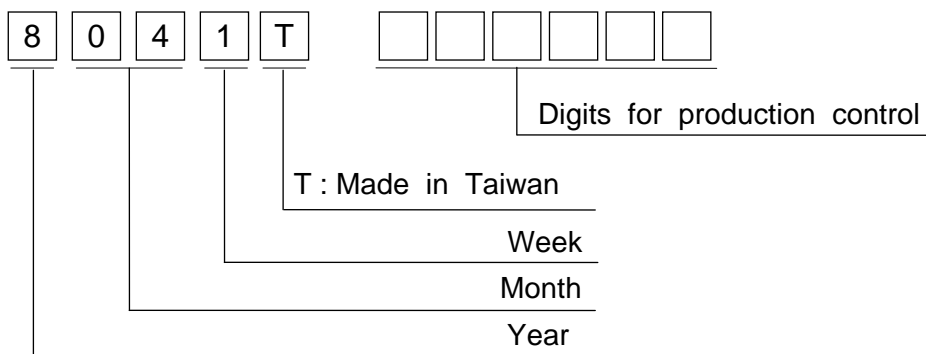 8 0 4 1 T
Digits for production control
T : Made in Taiwan
Week
Month
Year